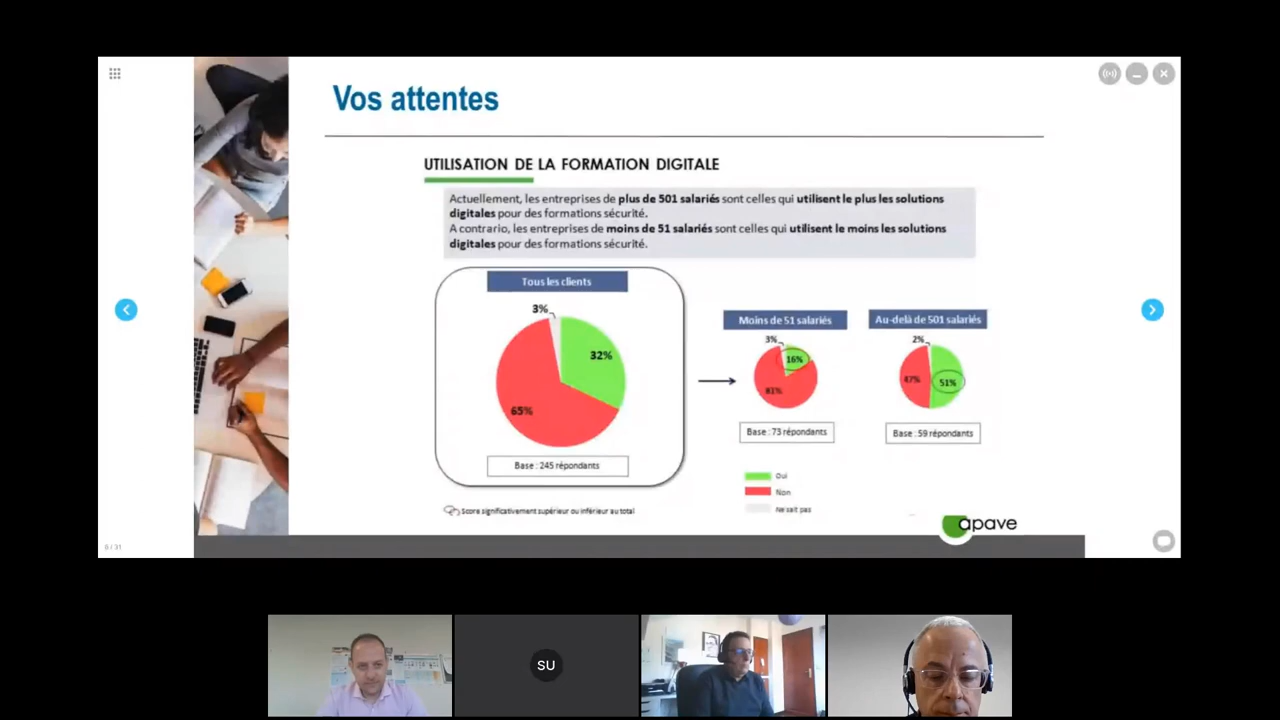 Vos attentes
UTILISATION DE LA FORMATION DIGITALE
Actuellement, les entreprises de plus de 501 salariés sont celles qui utilisent le plus les solutions
digitales pour des formations sécurité.
A contrario, les entreprises de moins de 51 salariés sont celles qui utilisent le moins les solutions
digitales pour des formations sécurité.
Tous les clients
3%
32%
65%
Base : 245 répondants
Moins de 51 salariés
3%
16%
81%
Base : 73 répondants
Au-delà de 501 salariés
2%
47%
51%
Base : 59 répondants
Oui
Non
Ne sait pas
Score significativement supérieur ou inférieur au total
apave
SU